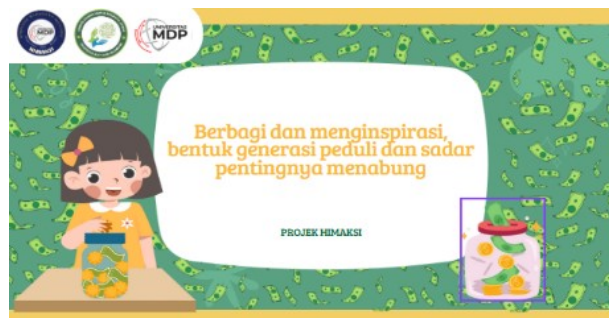 UNIVERSITAS
MDP
Berbagi dan menginspirasi,
bentuk generasi peduli dan sadar
pentingnya menabung
PROJEK HIMAKSI